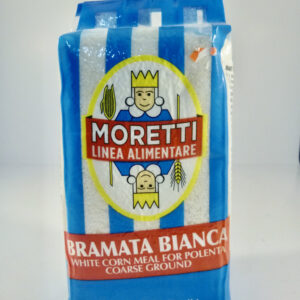 MORETTI
LINEA ALIMENTARE
BRAMATA BIANCA
WHITE CORN MEAL FOR POLENTA
COARSE GROUND